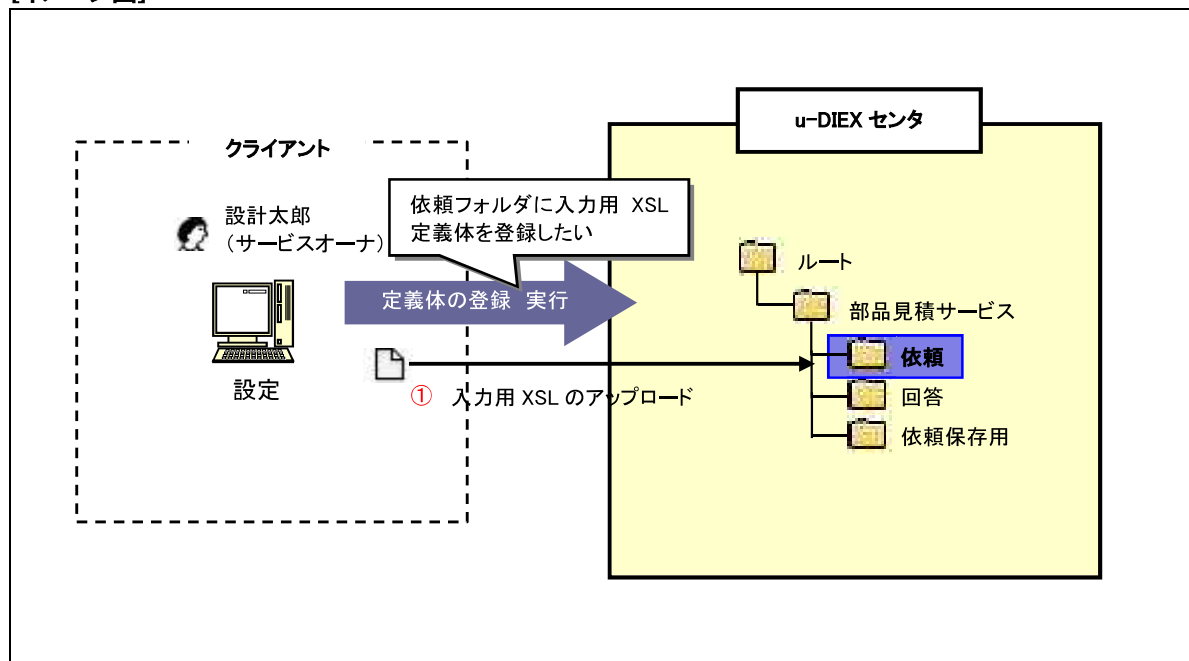 u-DIEX センタ
クライアント
設計太郎
（サービスオーナ）
依頼フォルダに入力用 XSL
定義体を登録したい
定義体の登録 実行
設定
① 入力用 XSL のアップロード
ルート
部品見積サービス
依頼
回答
依頼保存用